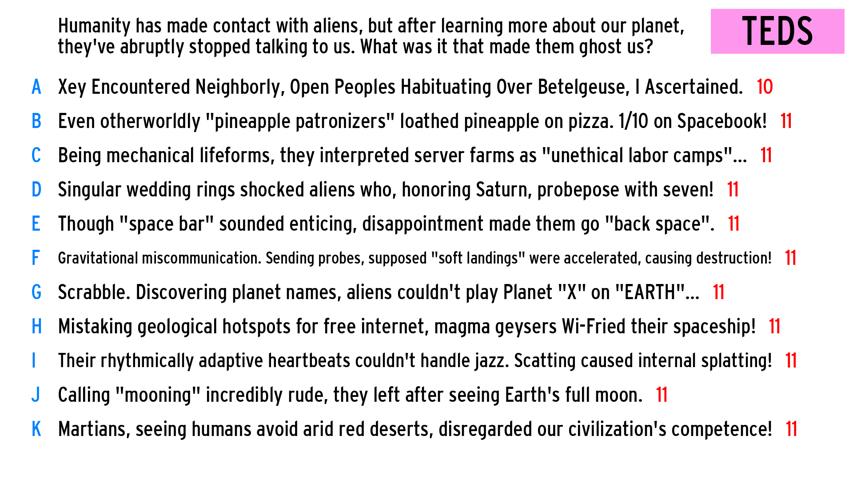 Humanity has made contact with aliens, but after learning more about our planet,
they've abruptly stopped talking to us. What was it that made them ghost us?
TEDS
A Xey Encountered Neighborly, Open Peoples Habituating Over Betelgeuse, I Ascertained. 10
B Even otherworldly "pineapple patronizers" loathed pineapple on pizza. 1/10 on Spacebook! 11
C Being mechanical lifeforms, they interpreted server farms as "unethical labor camps"... 11
D Singular wedding rings shocked aliens who, honoring Saturn, probepose with seven! 11
E Though "space bar" sounded enticing, disappointment made them go "back space". 11
F Gravitational miscommunication. Sending probes, supposed "soft landings" were accelerated, causing destruction! 11
G Scrabble. Discovering planet names, aliens couldn't play Planet "X" on "EARTH"... 11
H Mistaking geological hotspots for free internet, magma geysers Wi-Fried their spaceship! 11
I Their rhythmically adaptive heartbeats couldn't handle jazz. Scatting caused internal splatting! 11
J Calling "mooning" incredibly rude, they left after seeing Earth's full moon. 11
K Martians, seeing humans avoid arid red deserts, disregarded our civilization's competence! 11